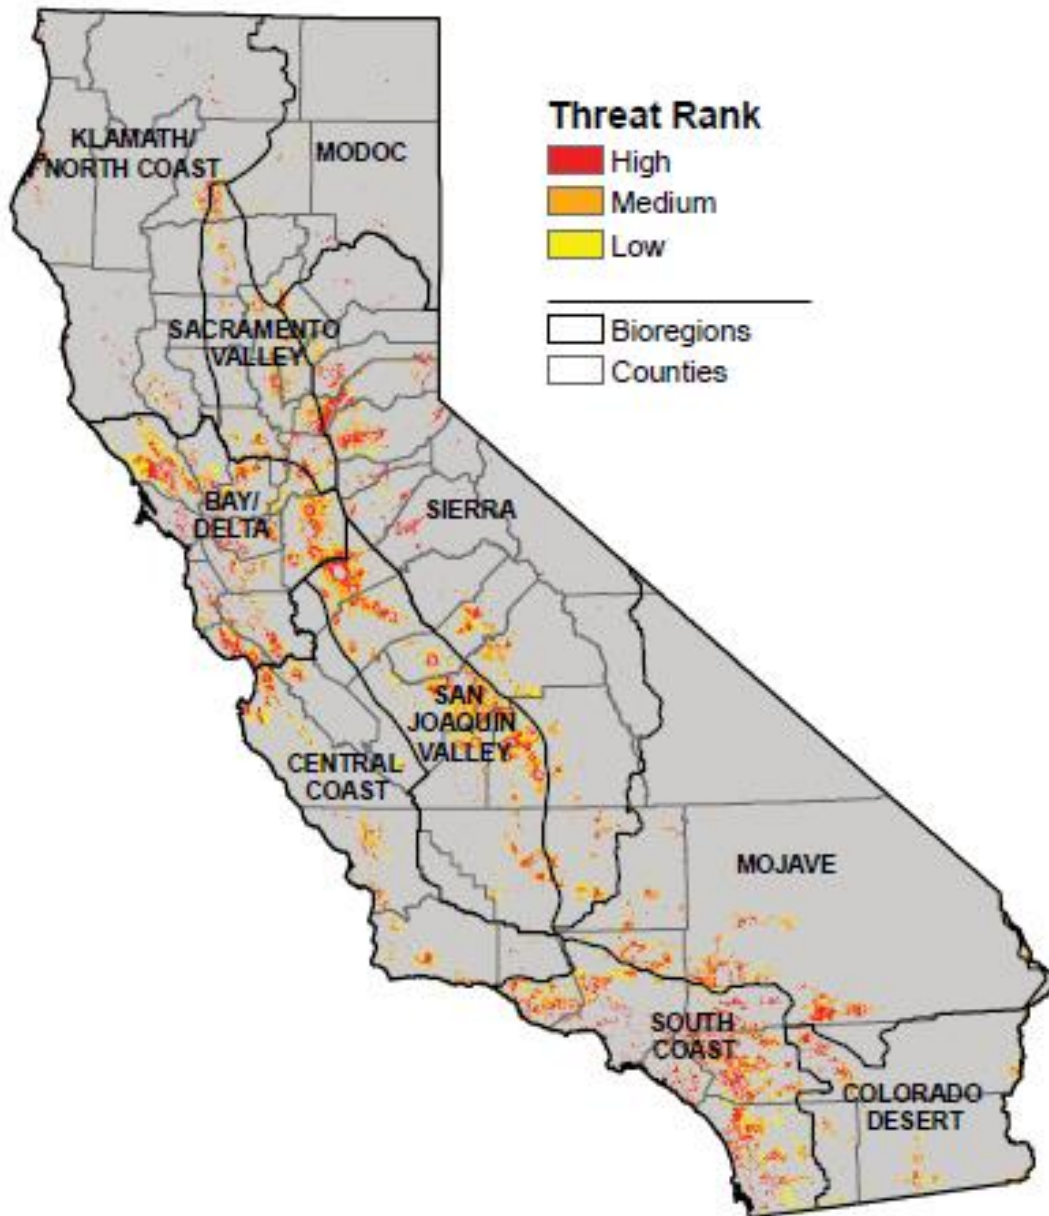 Threat Rank
High
Medium
Low
Bioregions
Counties
KLAMATH/
NORTH COAST
MODOC
SACRAMENTO
VALLEY
BAY/
DELTA
SIERRA
SAN
JOAQUIN
VALLEY
CENTRAL
COAST
MOJAVE
SOUTH
COAST
COLORADO
DESERT